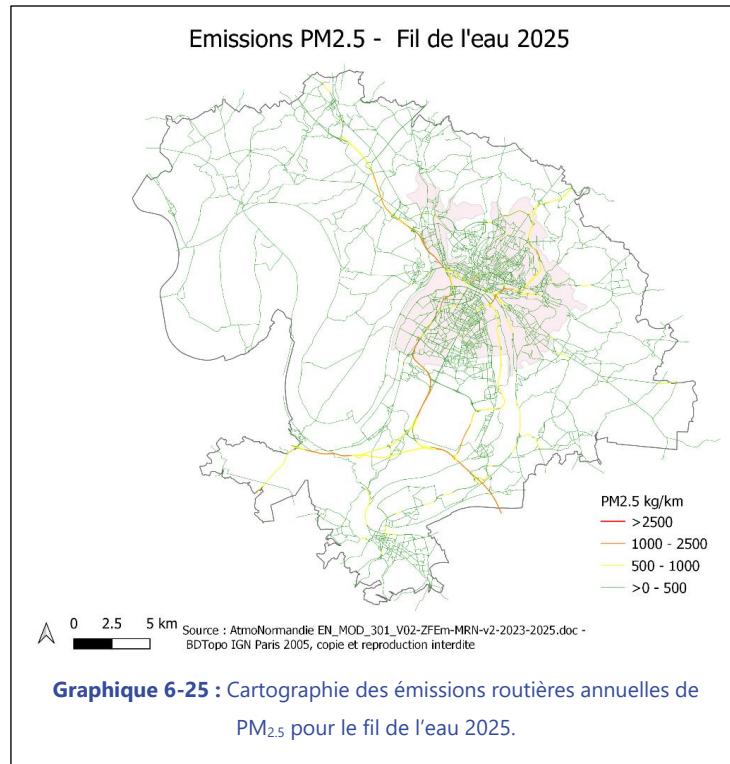 Emissions PM2.5 - Fil de l'eau 2025
PM2.5 kg/km
>2500
1000 - 2500
500 - 1000
>0 - 500
0 2.5 5 km
Source : AtmoNormandie EN_MOD_301_V02-ZFEm-MRN-v2-2023-2025.doc -
BDTopo IGN Paris 2005, copie et reproduction interdite
Graphique 6-25 : Cartographie des émissions routières annuelles de
PM2.5 pour le fil de l’eau 2025.